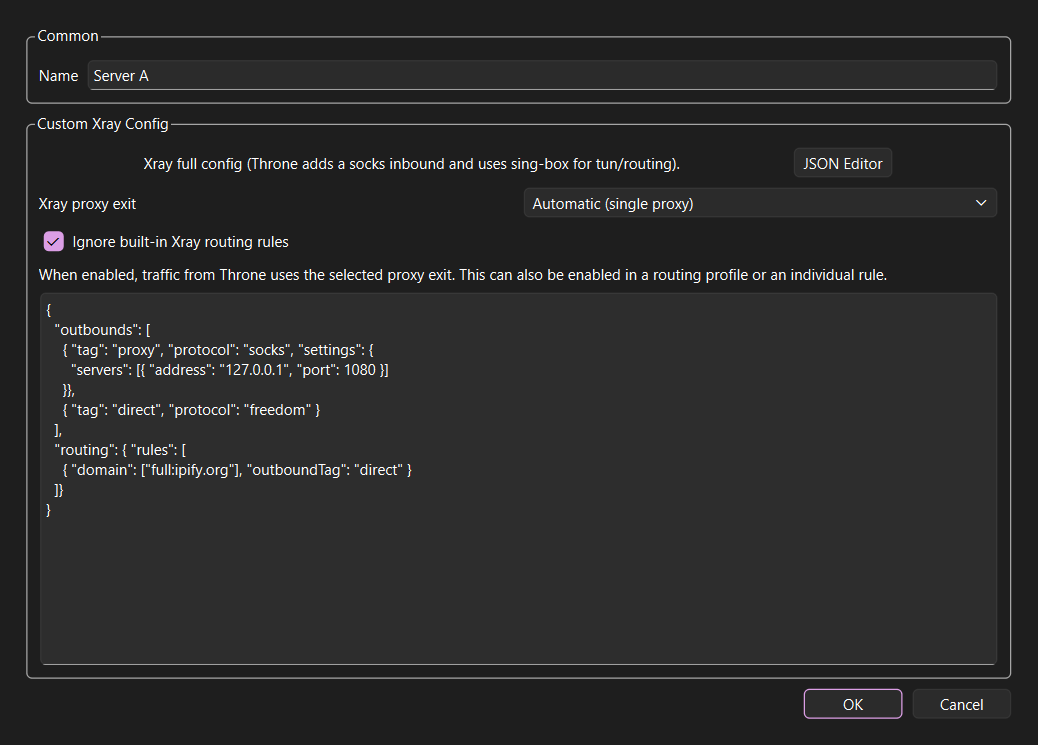 Common
Name Server A
Custom Xray Config
Xray full config (Throne adds a socks inbound and uses sing-box for tun/routing). JSON Editor
Xray proxy exit Automatic (single proxy)
Ignore built-in Xray routing rules
When enabled, traffic from Throne uses the selected proxy exit. This can also be enabled in a routing profile or an individual rule.
{
  "outbounds": [
    { "tag": "proxy", "protocol": "socks", "settings": {
      "servers": [{ "address": "127.0.0.1", "port": 1080 }]
    }},
    { "tag": "direct", "protocol": "freedom" }
  ],
  "routing": { "rules": [
    { "domain": ["full:ipify.org"], "outboundTag": "direct" }
  ]}
}
OK Cancel